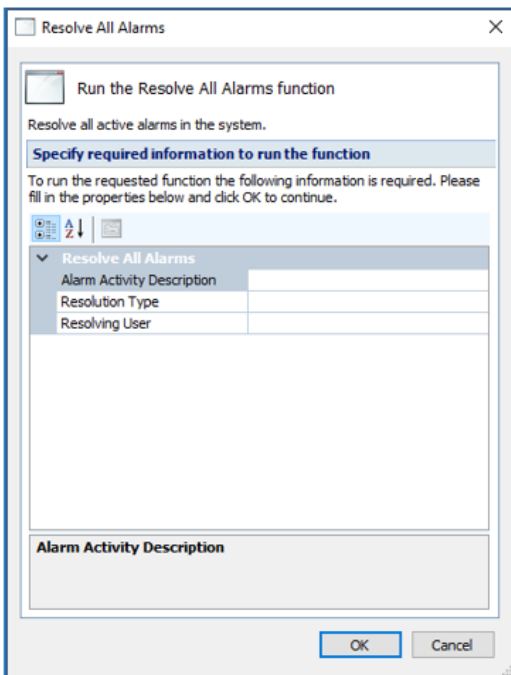 Resolve All Alarms
Run the Resolve All Alarms function
Resolve all active alarms in the system.
Specify required information to run the function
To run the requested function the following information is required. Please
fill in the properties below and click OK to continue.
Resolve All Alarms
Alarm Activity Description
Resolution Type
Resolving User
Alarm Activity Description
OK
Cancel